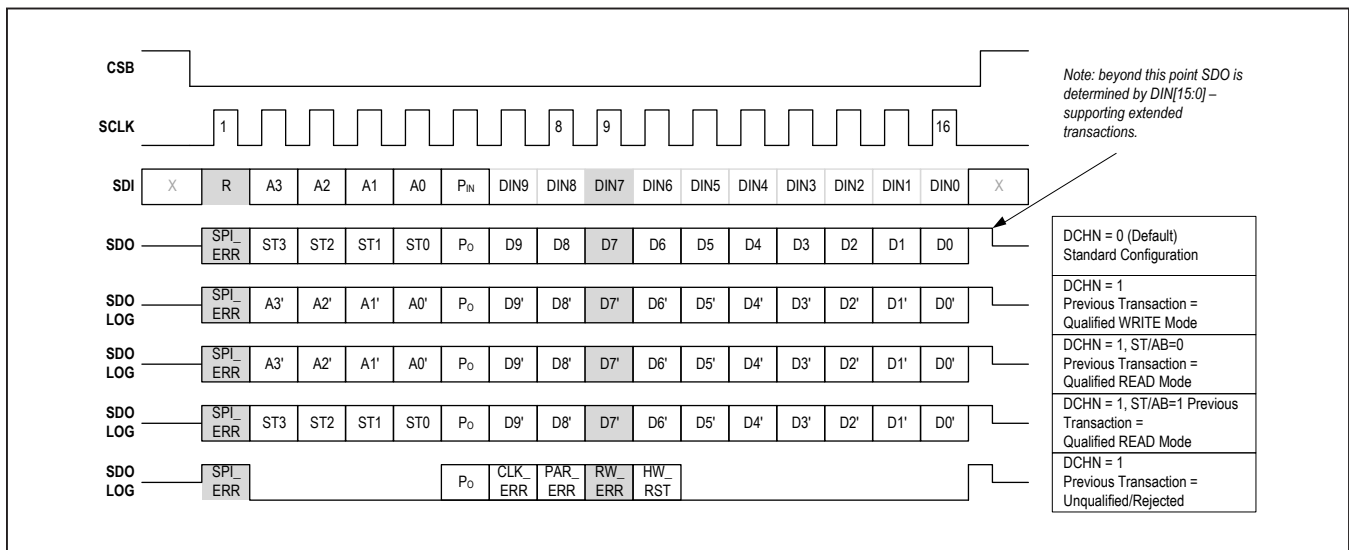 CSB
Note: beyond this point SDO is
determined by DIN[15:0] –
supporting extended
transactions.
SCLK 1 8 9 16
SDI X R A3 A2 A1 A0 PIN DIN9 DIN8 DIN7 DIN6 DIN5 DIN4 DIN3 DIN2 DIN1 DIN0 X
SDO SPI_ ERR ST3 ST2 ST1 ST0 PO D9 D8 D7 D6 D5 D4 D3 D2 D1 D0
DCHN = 0 (Default)
Standard Configuration
SDO LOG SPI_ ERR A3' A2' A1' A0' PO D9' D8' D7' D6' D5' D4' D3' D2' D1' D0'
DCHN = 1
Previous Transaction =
Qualified WRITE Mode
SDO LOG SPI_ ERR A3' A2' A1' A0' PO D9' D8' D7' D6' D5' D4' D3' D2' D1' D0'
DCHN = 1, ST/AB=0
Previous Transaction =
Qualified READ Mode
SDO LOG SPI_ ERR ST3 ST2 ST1 ST0 PO D9' D8' D7' D6' D5' D4' D3' D2' D1' D0'
DCHN = 1, ST/AB=1 Previous
Transaction =
Qualified READ Mode
SDO LOG SPI_ ERR PO CLK_ ERR PAR_ ERR RW_ ERR HW_ RST
DCHN = 1
Previous Transaction =
Unqualified/Rejected